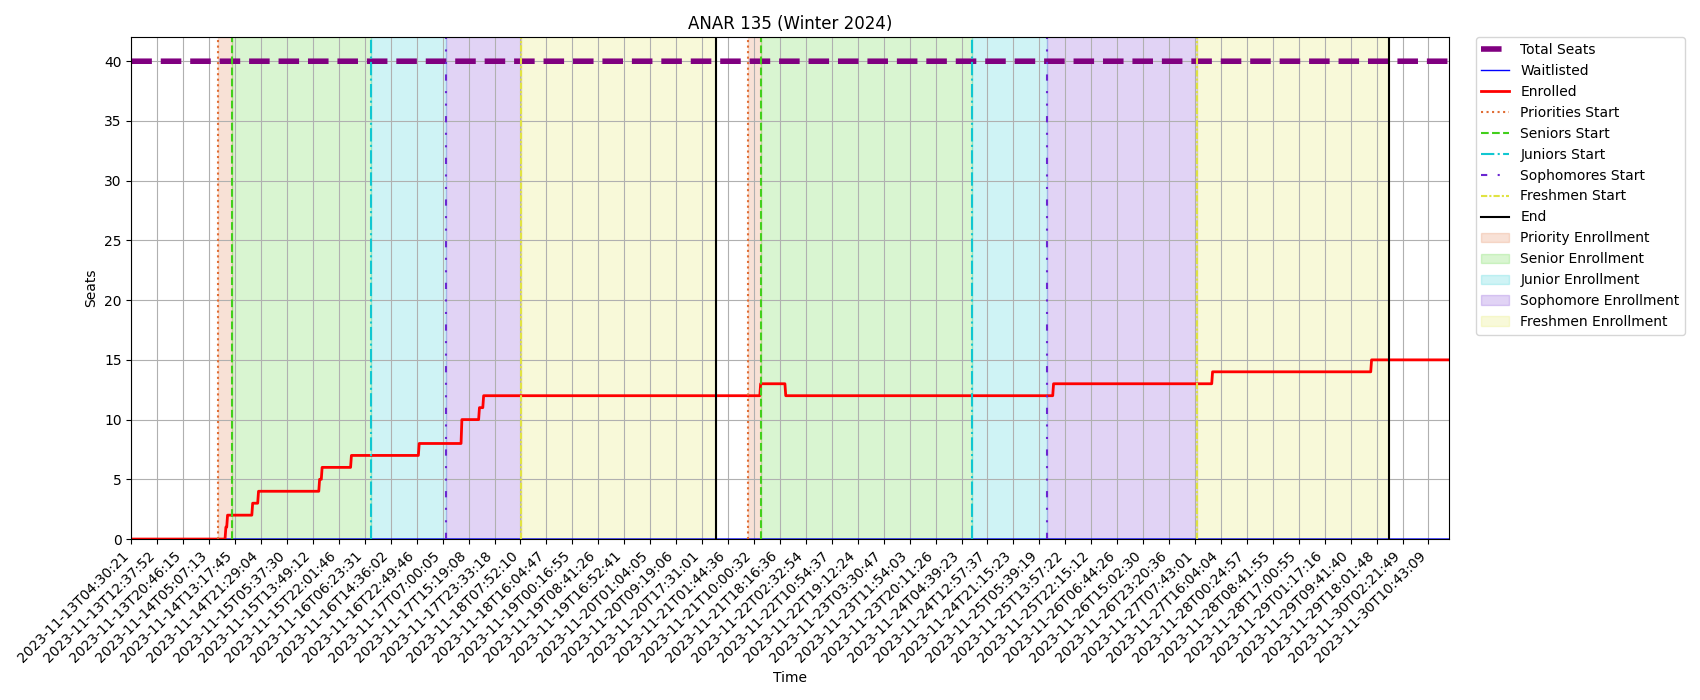 ANAR 135 (Winter 2024)
Seats
40
35
30
25
20
15
10
5
0
2023-11-13T04:30:21
2023-11-13T12:37:52
2023-11-13T20:46:15
2023-11-14T05:07:13
2023-11-14T13:17:45
2023-11-14T21:29:04
2023-11-15T05:37:30
2023-11-15T13:49:12
2023-11-15T22:01:46
2023-11-16T06:23:31
2023-11-16T14:36:02
2023-11-16T22:49:46
2023-11-17T07:00:05
2023-11-17T15:19:08
2023-11-17T23:33:18
2023-11-18T07:52:10
2023-11-18T16:04:47
2023-11-19T00:16:55
2023-11-19T08:41:26
2023-11-19T16:52:41
2023-11-20T01:04:05
2023-11-20T09:19:06
2023-11-20T17:31:01
2023-11-21T01:44:36
2023-11-21T10:00:32
2023-11-21T18:16:36
2023-11-22T02:32:54
2023-11-22T10:54:37
2023-11-22T19:12:24
2023-11-23T03:30:47
2023-11-23T11:54:03
2023-11-23T20:11:26
2023-11-24T04:39:23
2023-11-24T12:57:37
2023-11-24T21:15:23
2023-11-25T05:39:19
2023-11-25T13:57:22
2023-11-25T22:15:12
2023-11-26T06:44:26
2023-11-26T15:02:30
2023-11-26T23:20:36
2023-11-27T07:43:01
2023-11-27T16:04:04
2023-11-28T00:24:57
2023-11-28T08:41:55
2023-11-28T17:00:55
2023-11-29T01:17:16
2023-11-29T09:41:40
2023-11-29T18:01:48
2023-11-30T02:21:49
2023-11-30T10:43:09
Time
Total Seats
Waitlisted
Enrolled
Priorities Start
Seniors Start
Juniors Start
Sophomores Start
Freshmen Start
End
Priority Enrollment
Senior Enrollment
Junior Enrollment
Sophomore Enrollment
Freshmen Enrollment